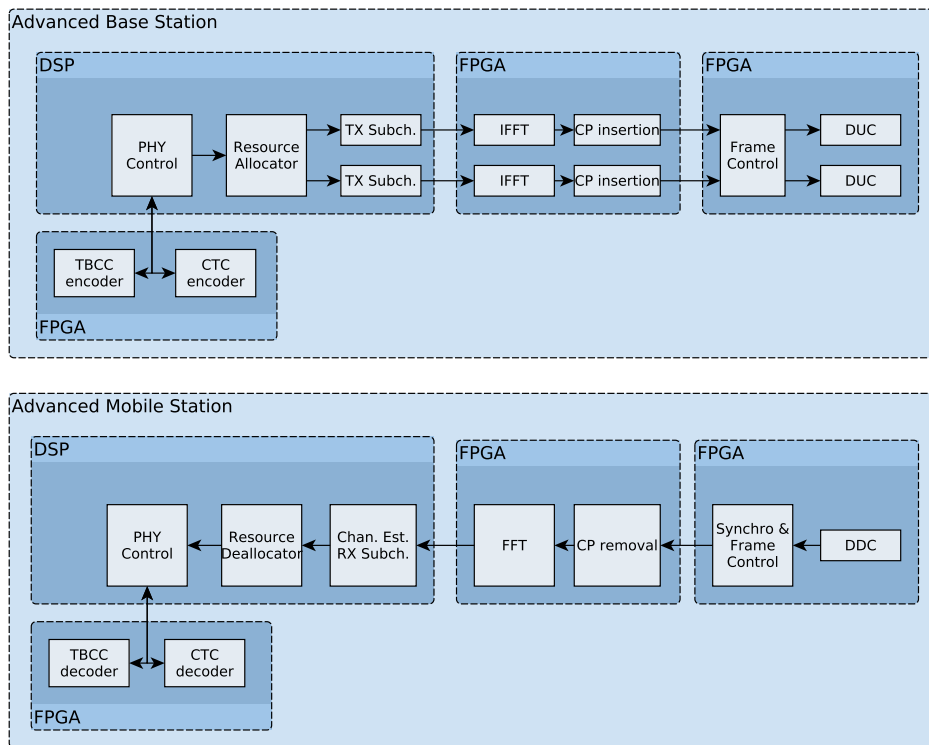 Advanced Base Station
DSP
FPGA
FPGA
PHY
Control
Resource
Allocator
TX Subch.
IFFT
CP insertion
TX Subch.
IFFT
CP insertion
Frame
Control
DUC
DUC
TBCC
encoder
CTC
encoder
FPGA
Advanced Mobile Station
DSP
FPGA
FPGA
PHY
Control
Resource
Deallocator
Chan. Est.
RX Subch.
FFT
CP removal
Synchro &
Frame
Control
DDC
TBCC
decoder
CTC
decoder
FPGA